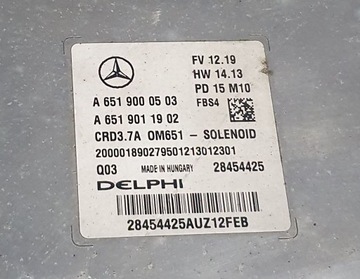 FV 12.19
HW 14.13
A 651 900 05 03 PD 15 M10
A 651 901 19 02 FBS4
CRD3.7A OM651 - SOLENOID
200001890279501213012301
Q03 MADE IN HUNGARY 28454425
DELPHI
28454425AUZ12FEB